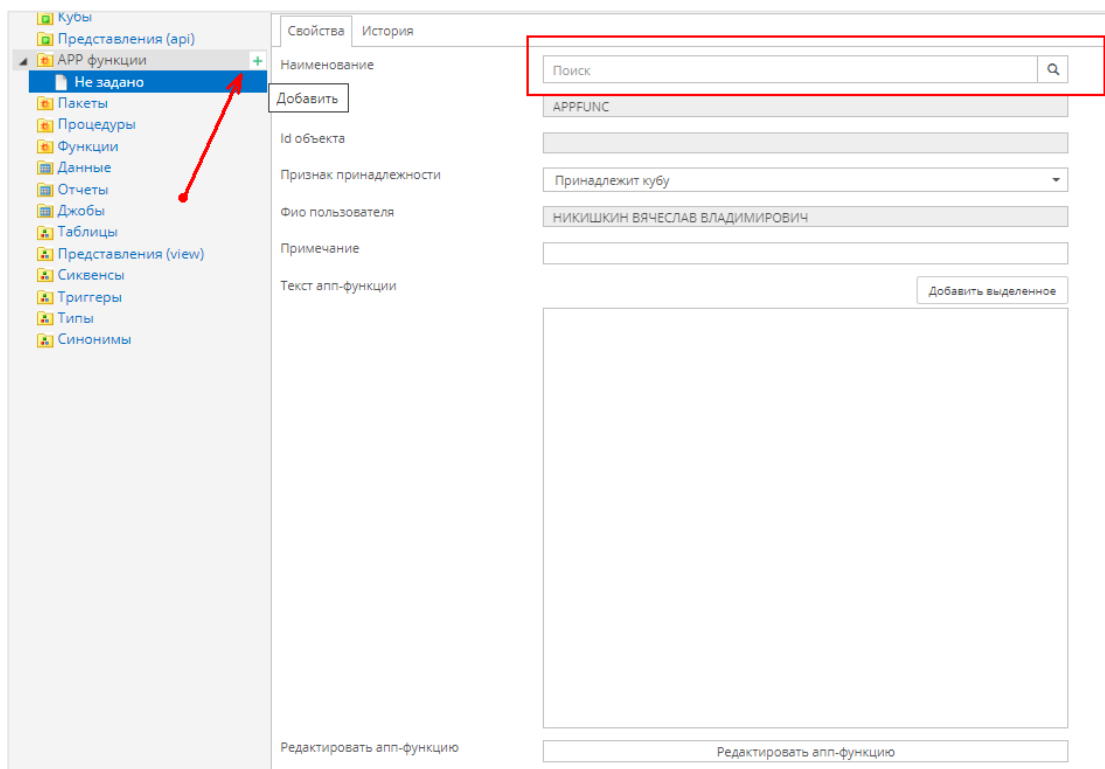 Кубы
Представления (api)
APP функции +
Не задано
Пакеты
Процедуры
Функции
Данные
Отчеты
Джобы
Таблицы
Представления (view)
Сиквенсы
Триггеры
Типы
Синонимы
Свойства История
Наименование Поиск
Добавить APPFUNC
Id объекта
Признак принадлежности Принадлежит кубу
Фио пользователя НИКИШКИН ВЯЧЕСЛАВ ВЛАДИМИРОВИЧ
Примечание
Текст апп-функции Добавить выделенное
Редактировать апп-функцию Редактировать апп-функцию